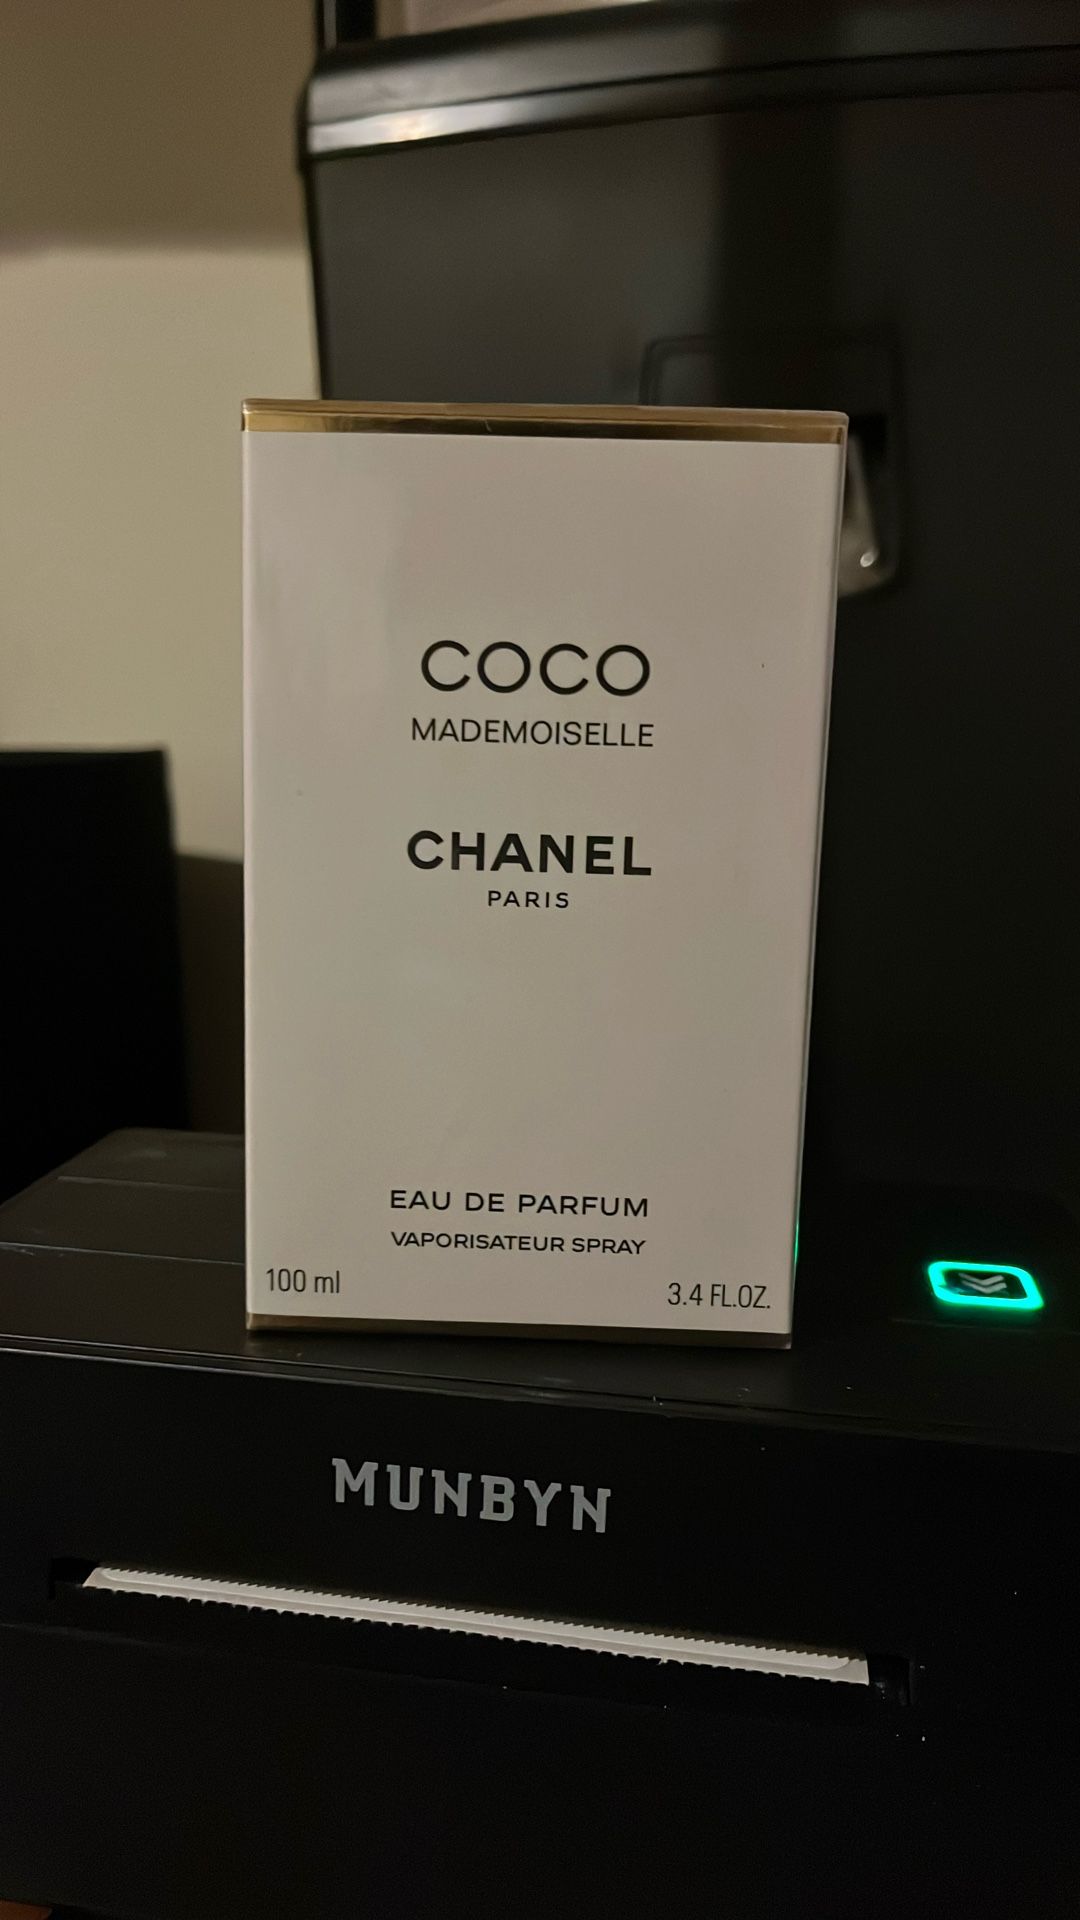 COCO
MADEMOISELLE
CHANEL
PARIS
EAU DE PARFUM
VAPORISATEUR SPRAY
100 ml
3.4 FL.OZ.
MUNBYN